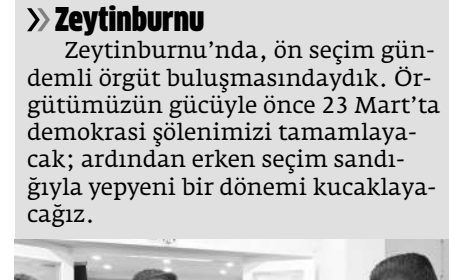 » Zeytinburnu
Zeytinburnu’nda, ön seçim gün-
demli örgüt buluşmasındaydık. Ör-
gütümüzün gücüyle önce 23 Mart’ta
demokrasi şölenimizi tamamlaya-
cak; ardından erken seçim sandı-
ğıyla yepyeni bir dönemi kucaklaya-
cağız.